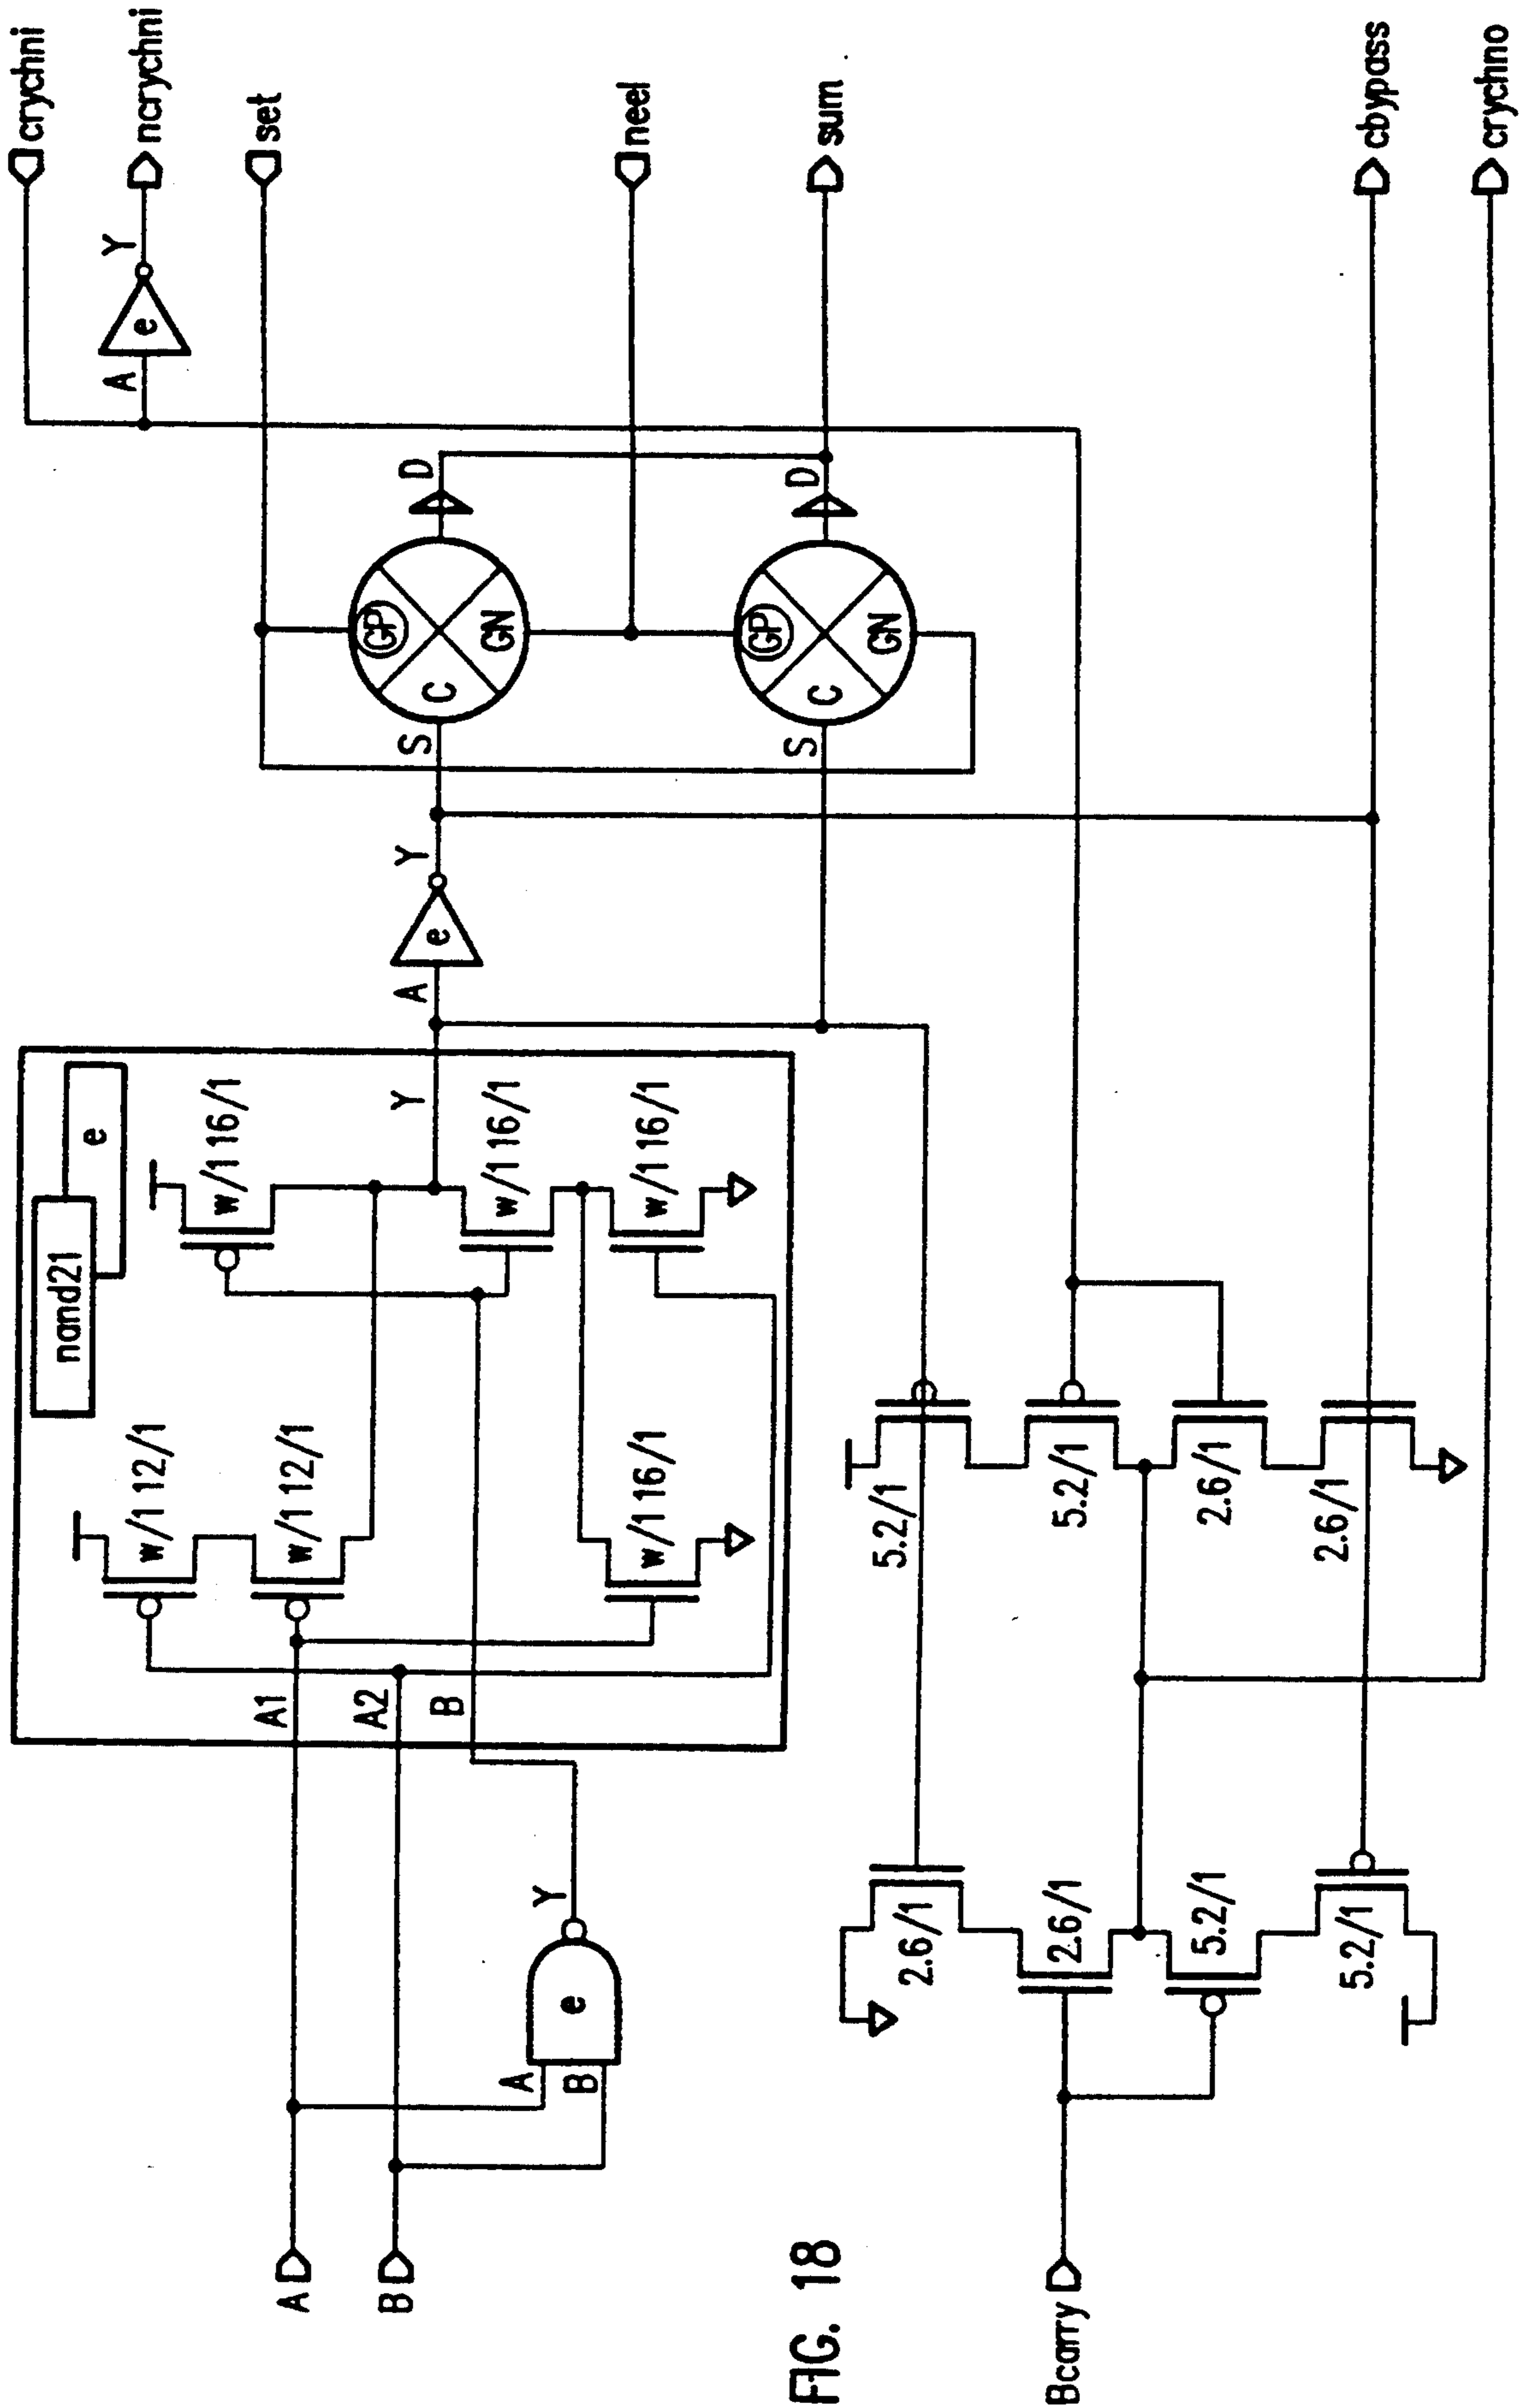 crychni
ncrychni
set
neel
sum
cbypass
crychno
A
e
Y
D
D
GP
C
GN
GP
C
GN
S
S
A
e
Y
nand21
e
w/1 12/1
w/1 12/1
w/1 16/1
w/1 16/1
w/1 16/1
w/1 16/1
Y
A1
A2
B
A
B
e
Y
A
B
5.2/1
5.2/1
2.6/1
2.6/1
2.6/1
2.6/1
5.2/1
5.2/1
Bcarry
FIG. 18